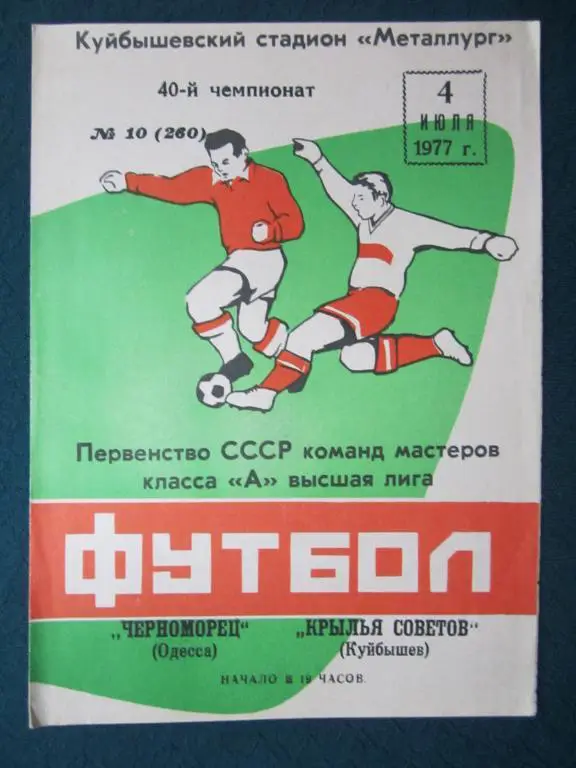 Куйбышевский стадион «Металлург»
40-й чемпионат
№ 10 (260)
4
ИЮЛЯ
1977 г.
Первенство СССР команд мастеров
класса «А» высшая лига
ФУТБОЛ
„ЧЕРНОМОРЕЦ" „КРЫЛЬЯ СОВЕТОВ"
(Одесса) (Куйбышев)
НАЧАЛО В 19 ЧАСОВ.